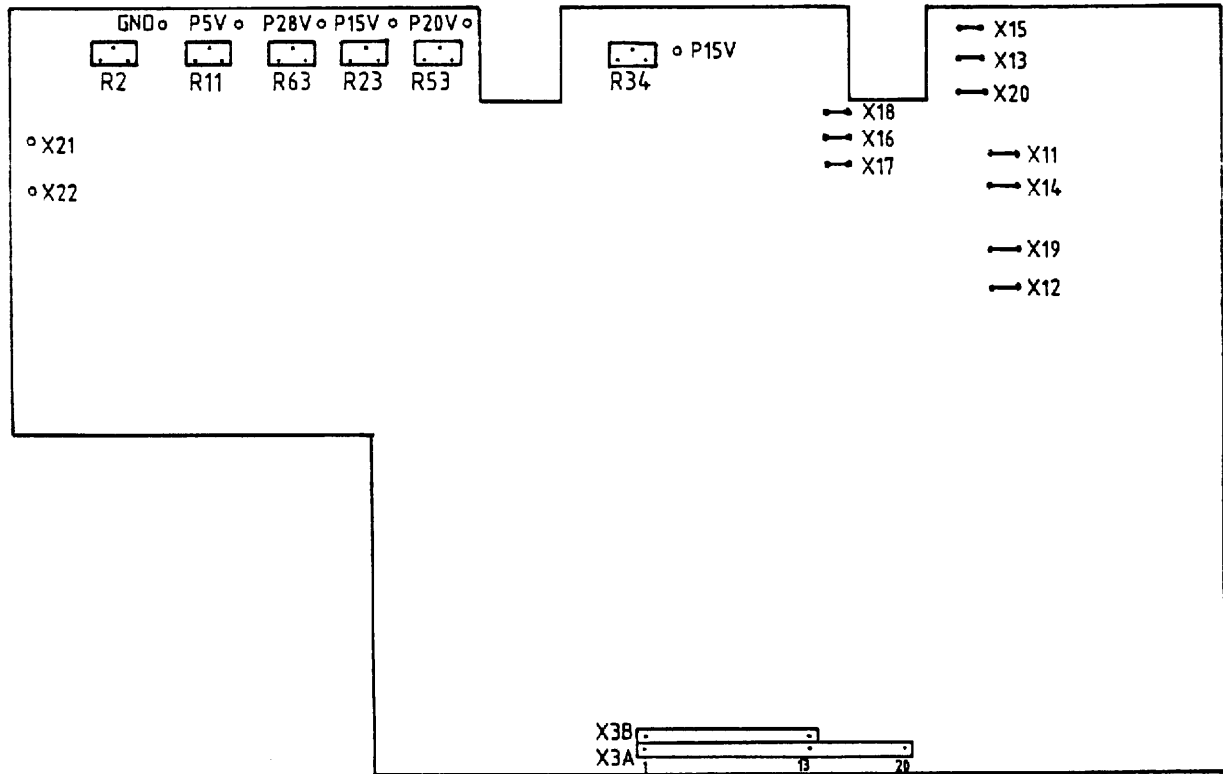 GND P5V P28V P15V P20V
P15V
R2 R11 R63 R23 R53 R34
X15
X13
X20
X18
X16
X17
X21
X22
X11
X14
X19
X12
X3B
X3A
1 13 20